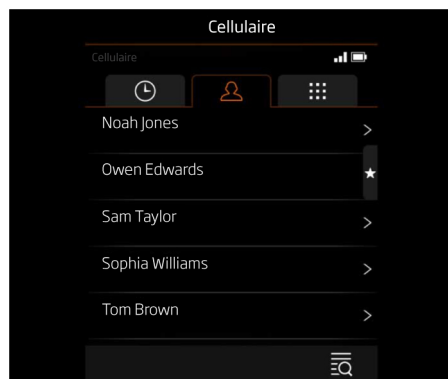 Cellulaire
Cellulaire
Noah Jones
Owen Edwards
Sam Taylor
Sophia Williams
Tom Brown